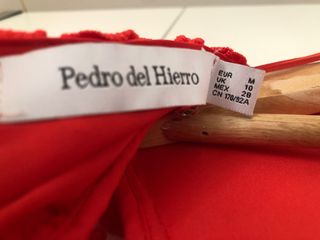 Pedro del Hierro
EUR M
UK 10
MEX 28
CN 170/92A